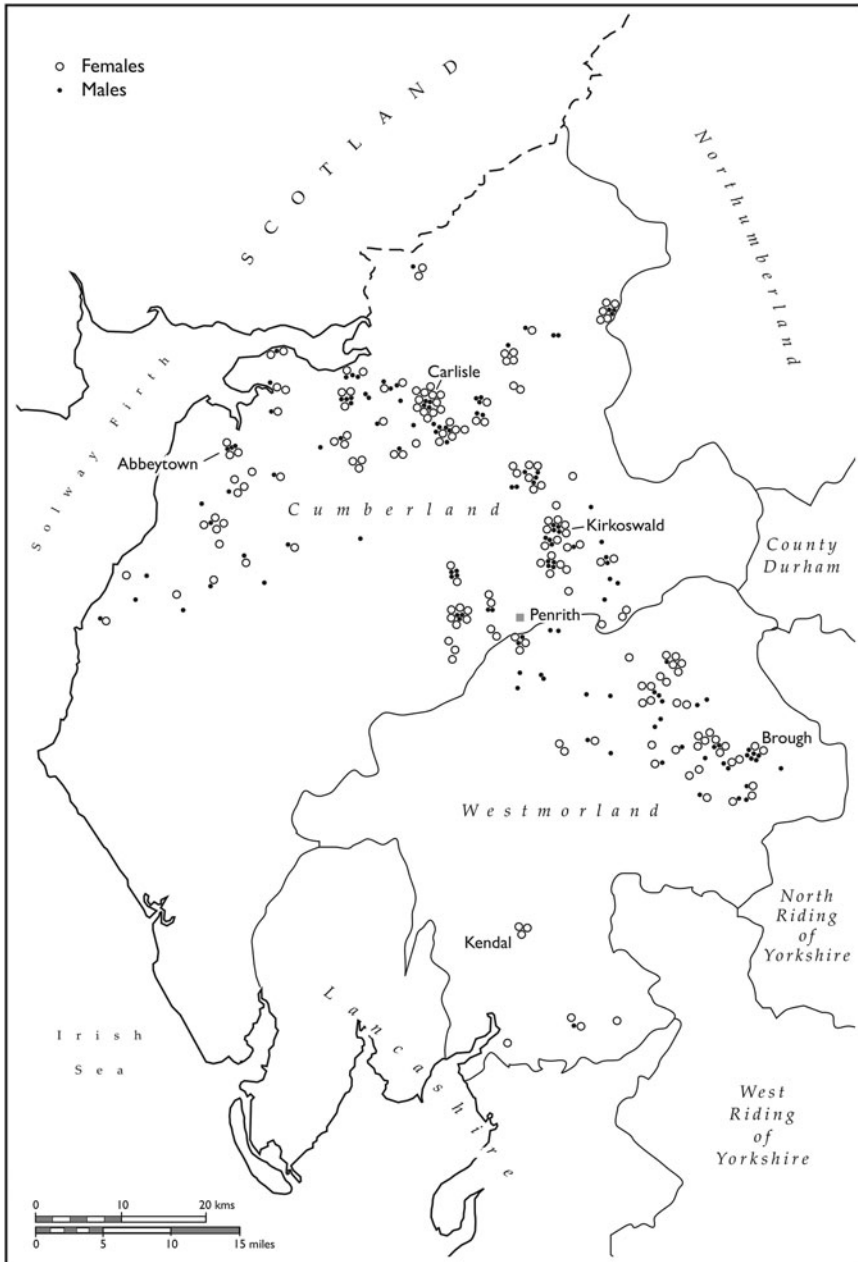 Females
Males
SCOTLAND
Northumberland
Solway Firth
Carlisle
Abbeytown
Cumberland
Kirkoswald
County
Durham
Penrith
Brough
Westmorland
Kendal
North
Riding
of
Yorkshire
Lancashire
Irish
Sea
West
Riding
of
Yorkshire
0 10 20 kms
0 5 10 15 miles